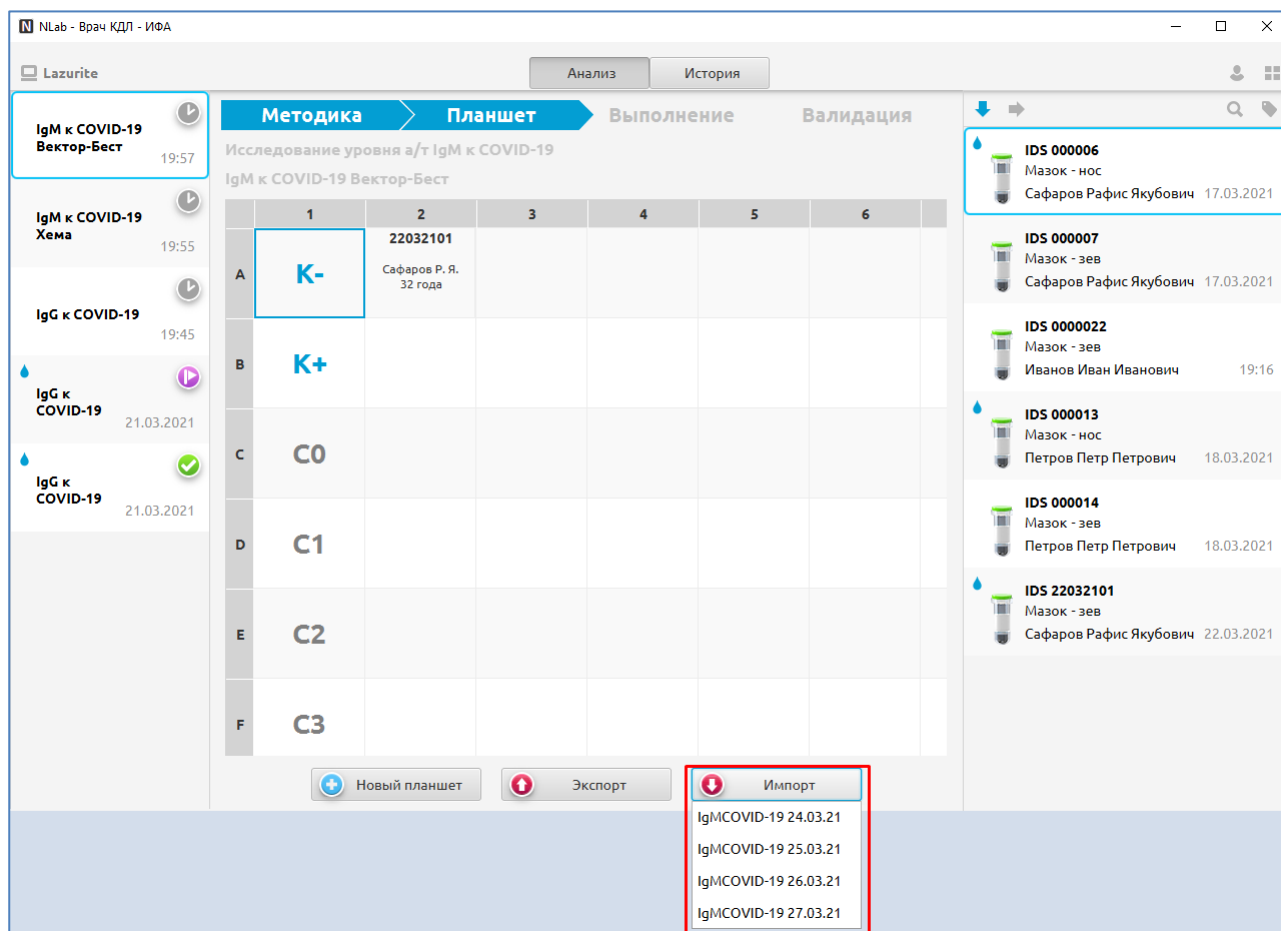 NLab - Врач КДЛ - ИФА
Lazurite
Анализ
История
IgM к COVID-19
Вектор-Бест
19:57
IgM к COVID-19
Хема
19:55
IgG к COVID-19
19:45
IgG к
COVID-19
21.03.2021
IgG к
COVID-19
21.03.2021
Методика
Планшет
Выполнение
Валидация
Исследование уровня а/т IgM к COVID-19
IgM к COVID-19 Вектор-Бест
1 2 3 4 5 6
A
K-
22032101
Сафаров Р. Я.
32 года
B
K+
C
C0
D
C1
E
C2
F
C3
Новый планшет
Экспорт
Импорт
IgMCOVID-19 24.03.21
IgMCOVID-19 25.03.21
IgMCOVID-19 26.03.21
IgMCOVID-19 27.03.21
IDS 000006
Мазок - нос
Сафаров Рафис Якубович 17.03.2021
IDS 000007
Мазок - зев
Сафаров Рафис Якубович 17.03.2021
IDS 0000022
Мазок - зев
Иванов Иван Иванович 19:16
IDS 000013
Мазок - нос
Петров Петр Петрович 18.03.2021
IDS 000014
Мазок - зев
Петров Петр Петрович 18.03.2021
IDS 22032101
Мазок - зев
Сафаров Рафис Якубович 22.03.2021